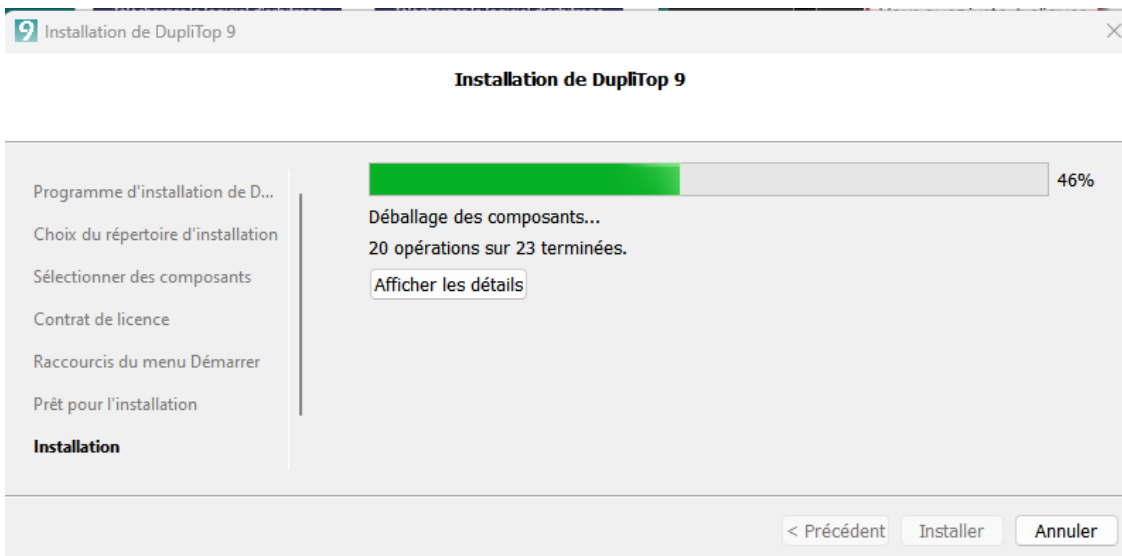 9 Installation de DupliTop 9
Installation de DupliTop 9
Programme d'installation de D...
Choix du répertoire d'installation
Sélectionner des composants
Contrat de licence
Raccourcis du menu Démarrer
Prêt pour l'installation
Installation
46%
Déballage des composants...
20 opérations sur 23 terminées.
Afficher les détails
< Précédent
Installer
Annuler